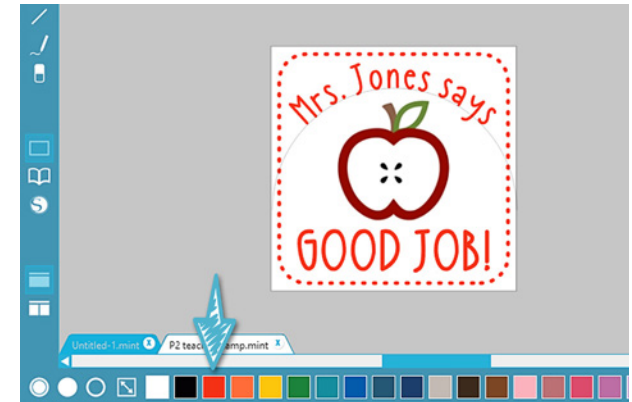 Mrs. Jones says
GOOD JOB!
Untitled-1.mint X P2 teac amp.mint X